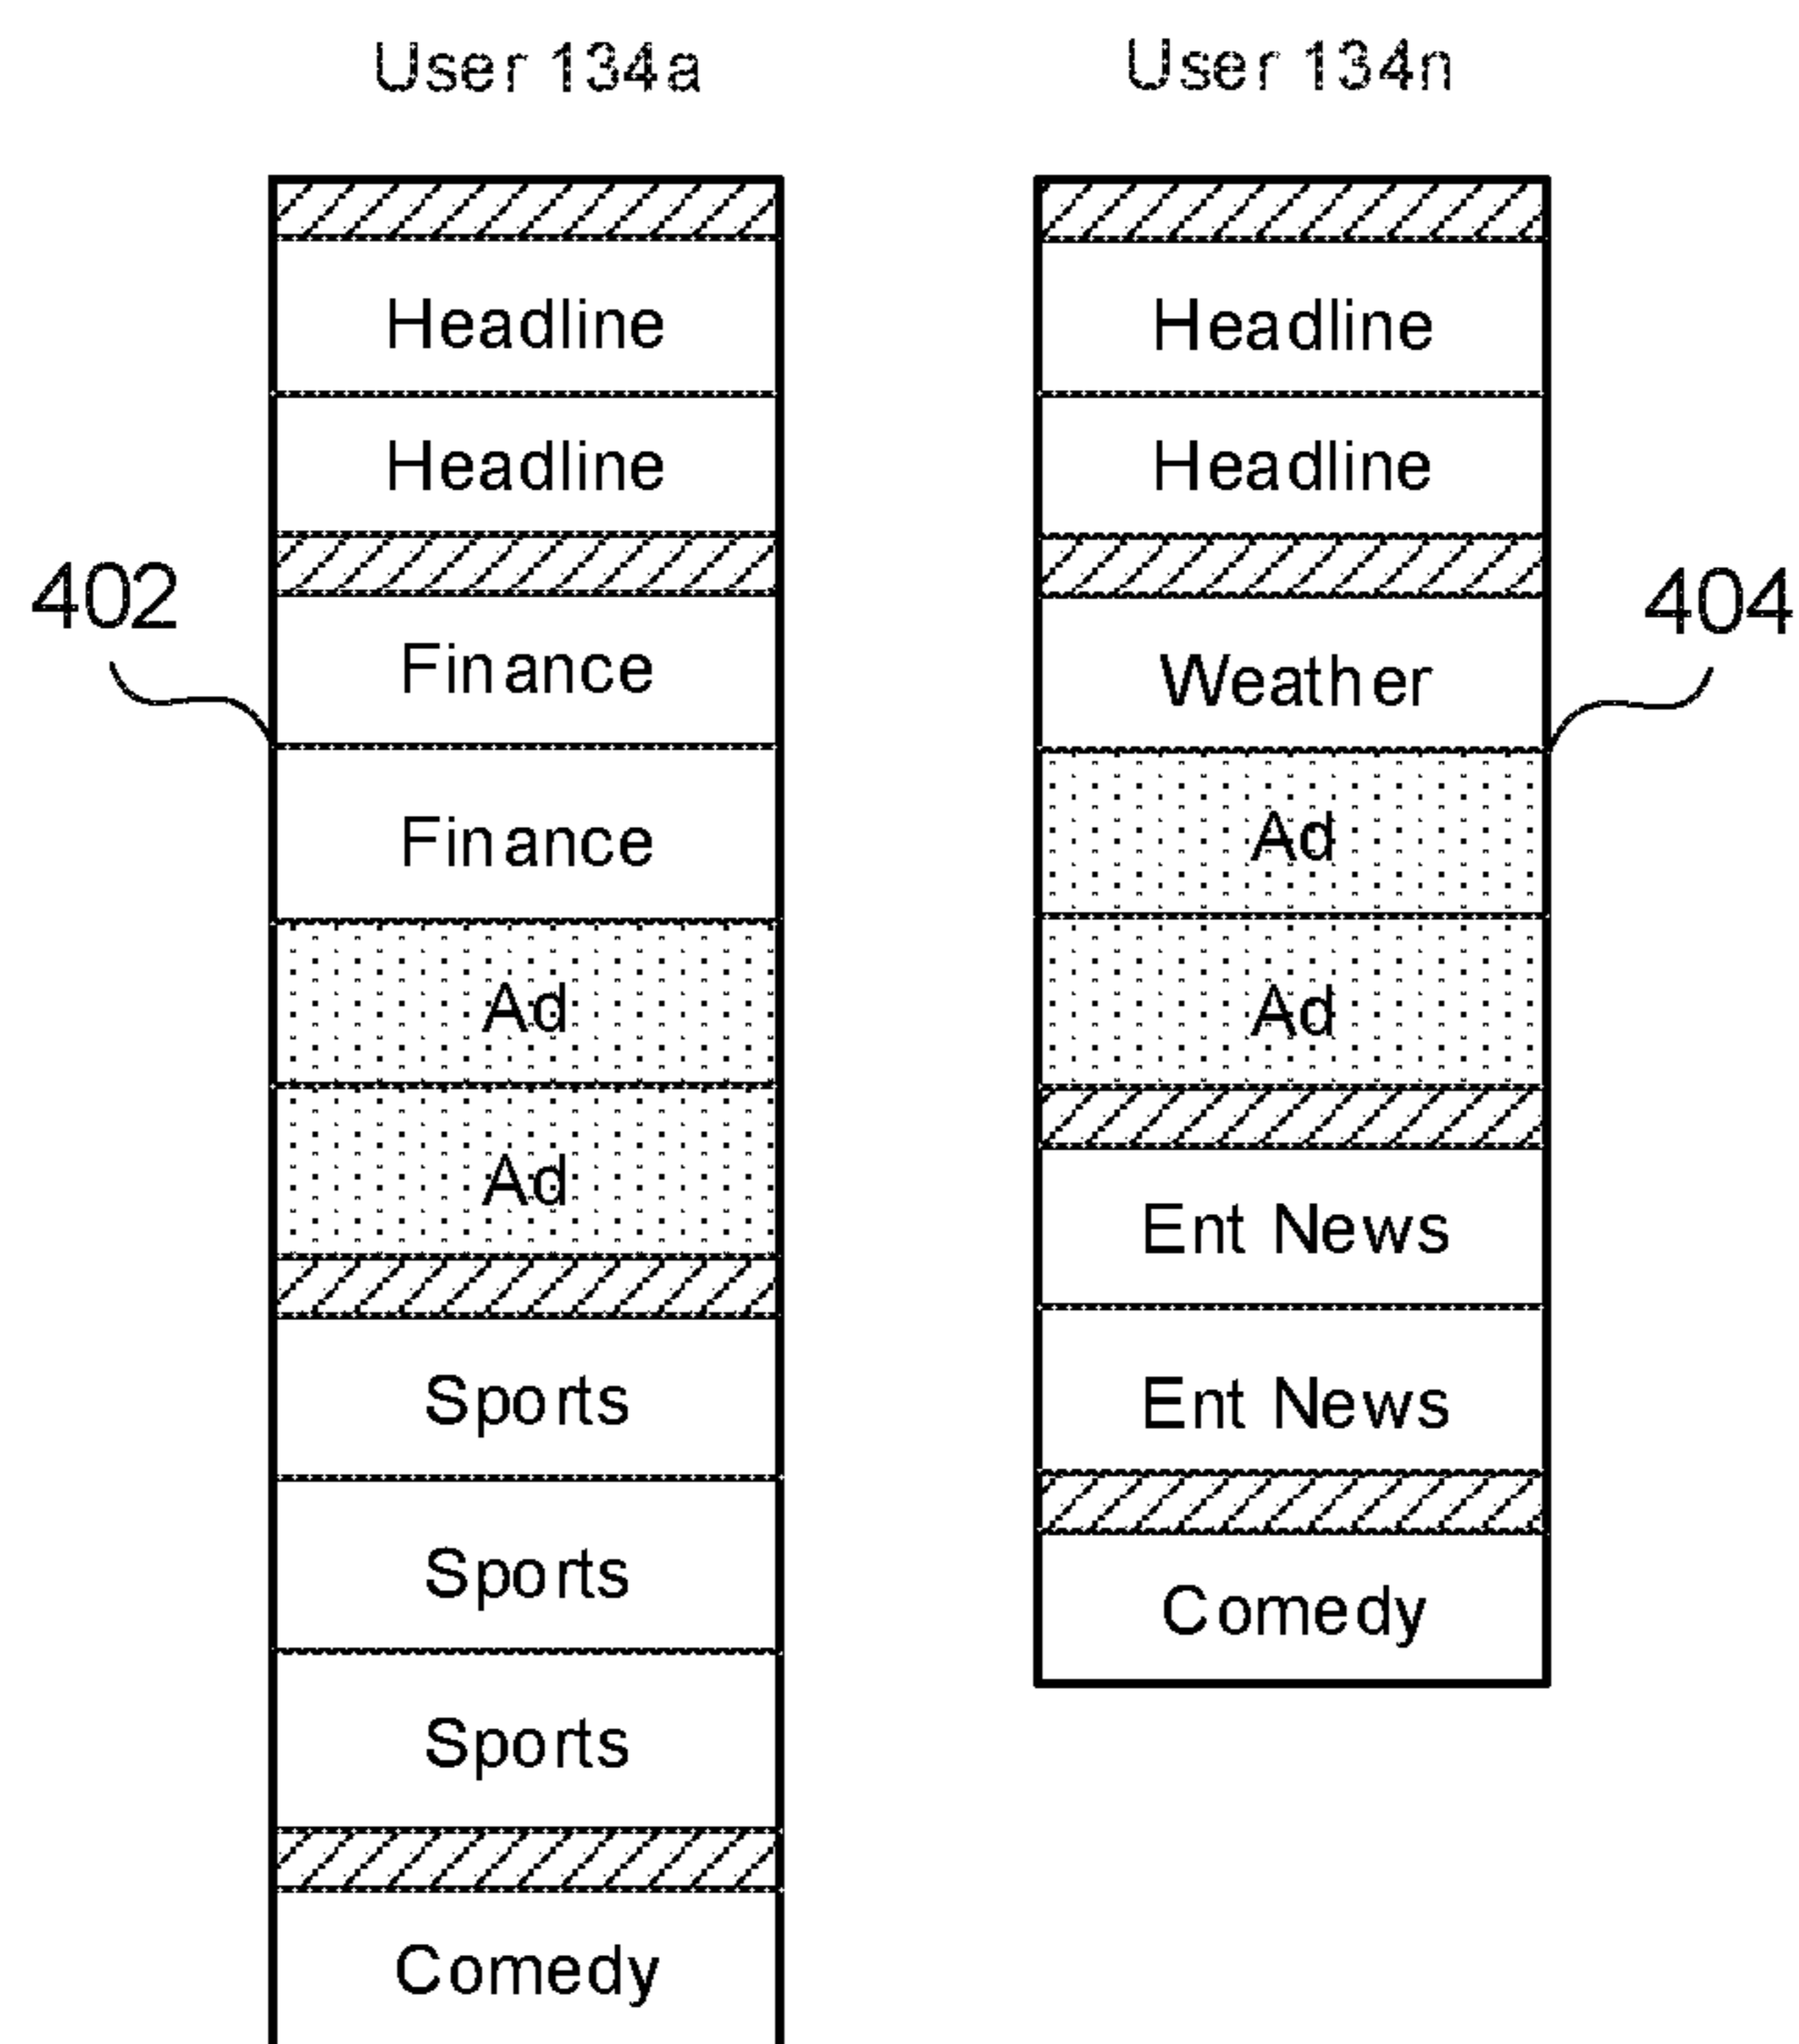 User 134a
Headline
Headline
402
Finance
Finance
Ad
Ad
Sports
Sports
Sports
Comedy
User 134n
Headline
Headline
404
Weather
Ad
Ad
Ent News
Ent News
Comedy